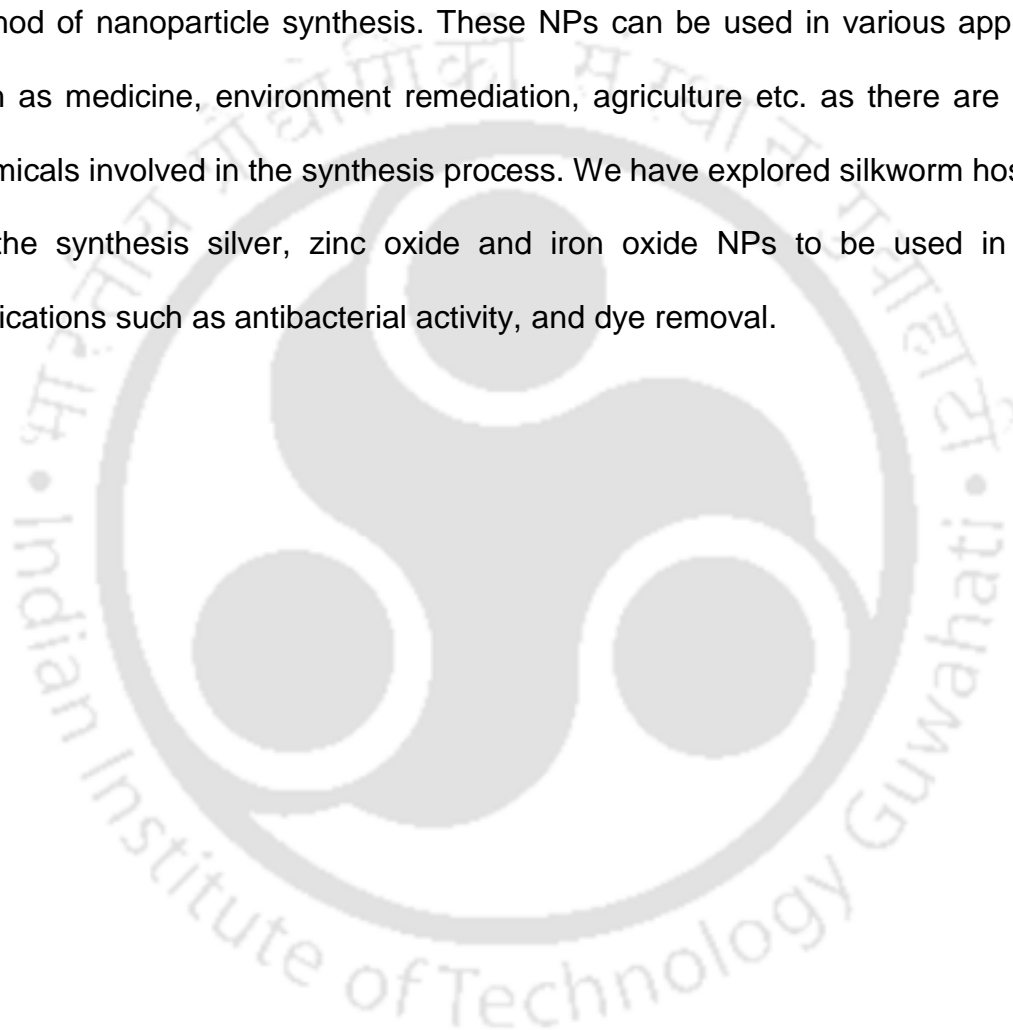 hod of nanoparticle synthesis. These NPs can be used in various app
as medicine, environment remediation, agriculture etc. as there are
micals involved in the synthesis process. We have explored silkworm hos
the synthesis silver, zinc oxide and iron oxide NPs to be used in
ications such as antibacterial activity, and dye removal.
Indian Institute of Technology Guwahati